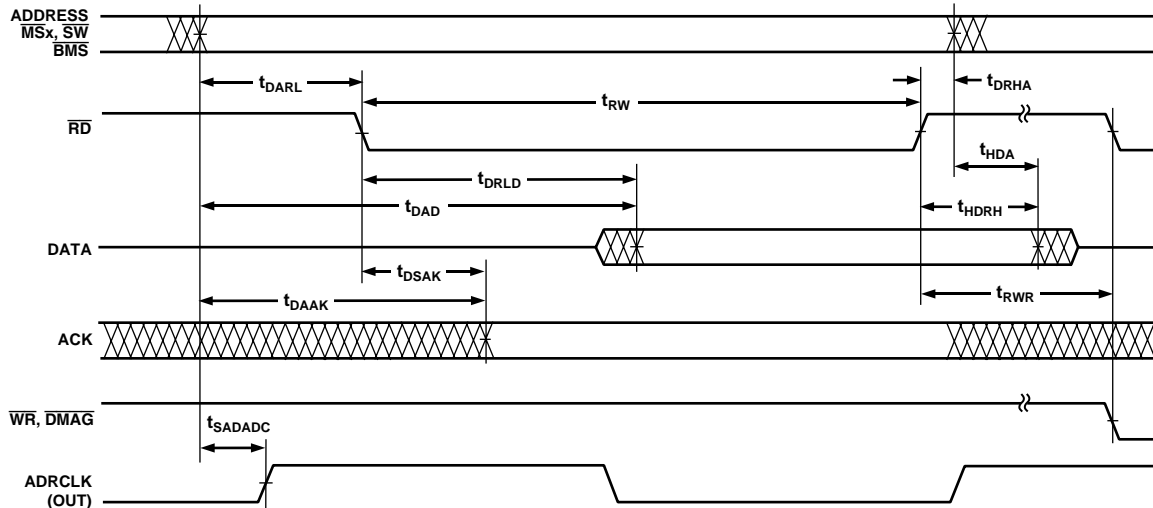 ADDRESS
MSx, SW
BMS
tDARL
tRW
tDRHA
RD
tHDA
tDRLD
tDAD
tHDRH
DATA
tDSAK
tDAAK
tRWR
ACK
WR, DMAG
tSADADC
ADRCLK
(OUT)